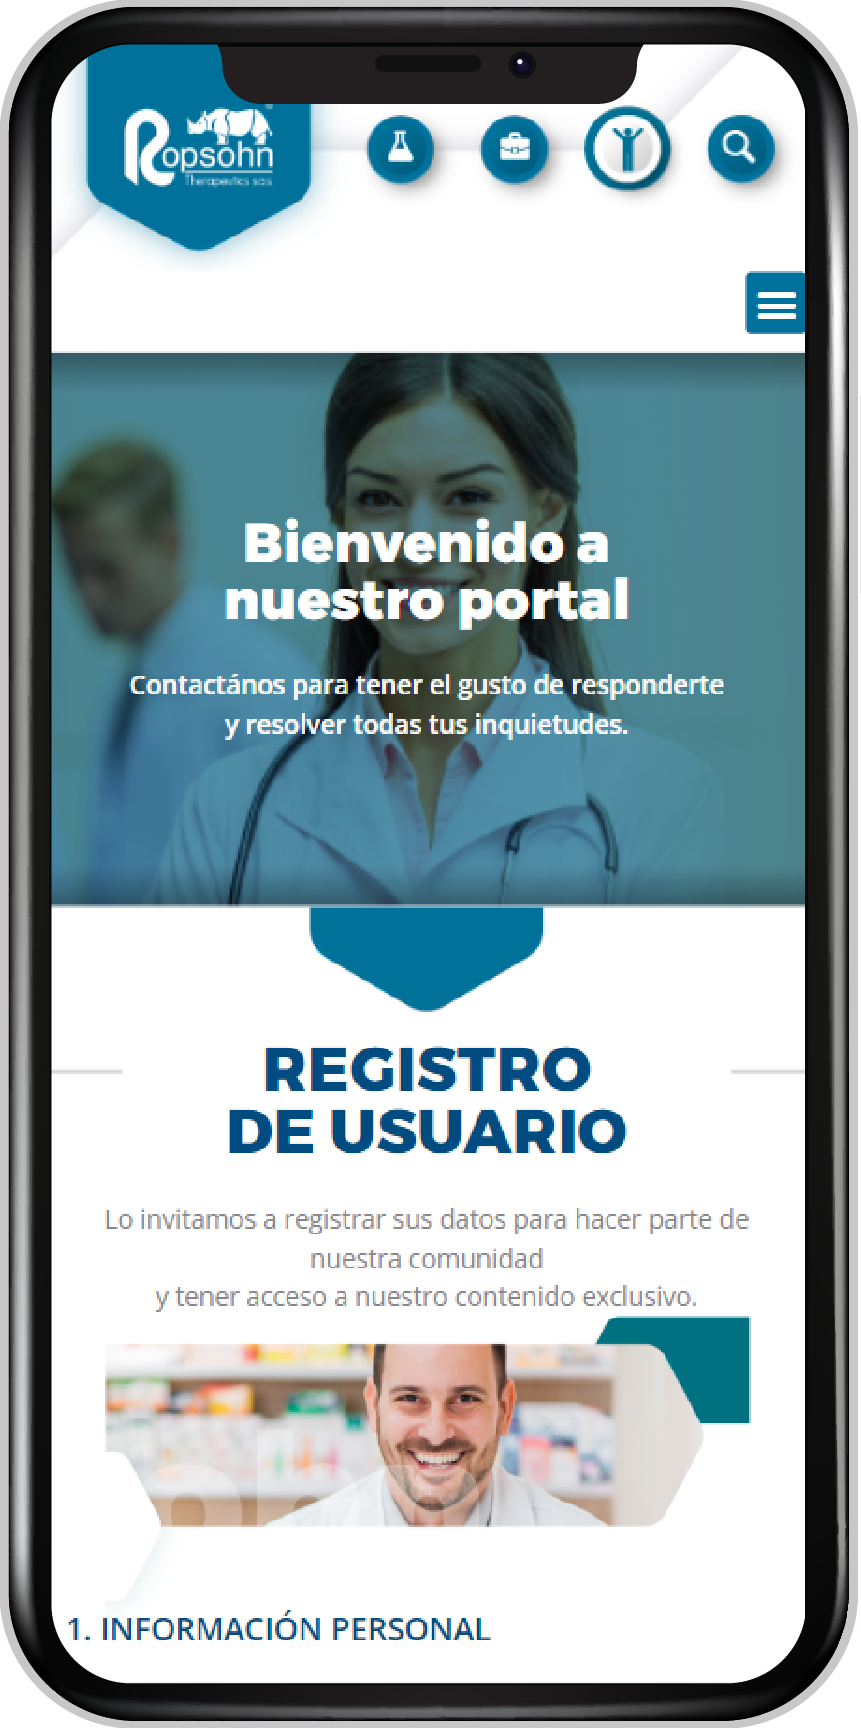 Ropsohn
Therapeutics s.a.s
Bienvenido a
nuestro portal
Contactános para tener el gusto de responderte
y resolver todas tus inquietudes.
REGISTRO
DE USUARIO
Lo invitamos a registrar sus datos para hacer parte de
nuestra comunidad
y tener acceso a nuestro contenido exclusivo.
1. INFORMACIÓN PERSONAL